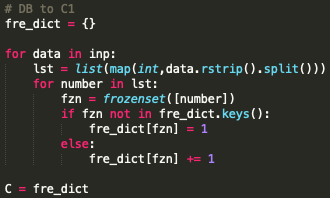 # DB to C1
fre_dict = {}

for data in inp:
    lst = list(map(int,data.rstrip().split()))
    for number in lst:
        fzn = frozenset([number])
        if fzn not in fre_dict.keys():
            fre_dict[fzn] = 1
        else:
            fre_dict[fzn] += 1

C = fre_dict